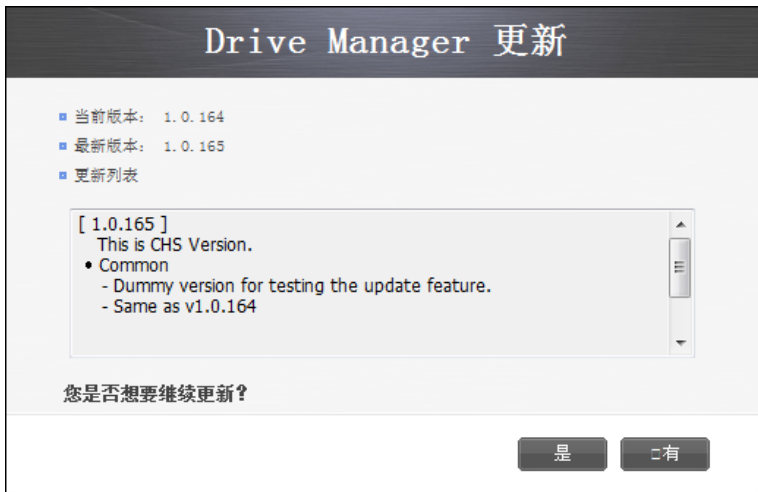 Drive Manager 更新
当前版本： 1.0.164
最新版本： 1.0.165
更新列表
[ 1.0.165 ]
This is CHS Version.
• Common
- Dummy version for testing the update feature.
- Same as v1.0.164
您是否想要继续更新?
是
□有